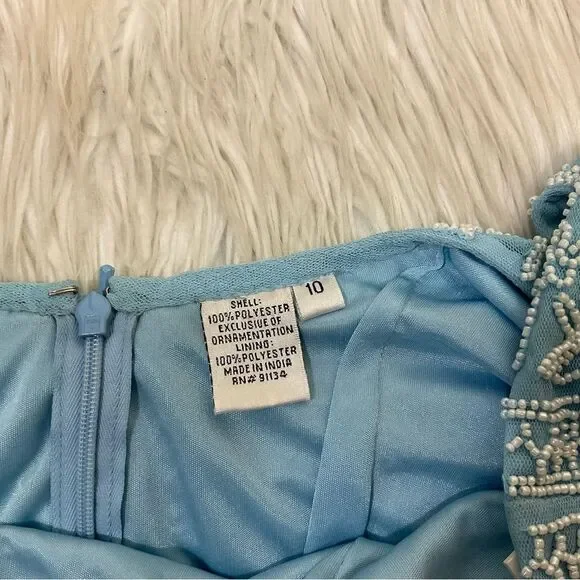 10
SHELL:
100%POLYESTER
EXCLUSIVE OF
ORNAMENTATION
LINING:
100%POLYESTER
MADE IN INDIA
RN# 91134